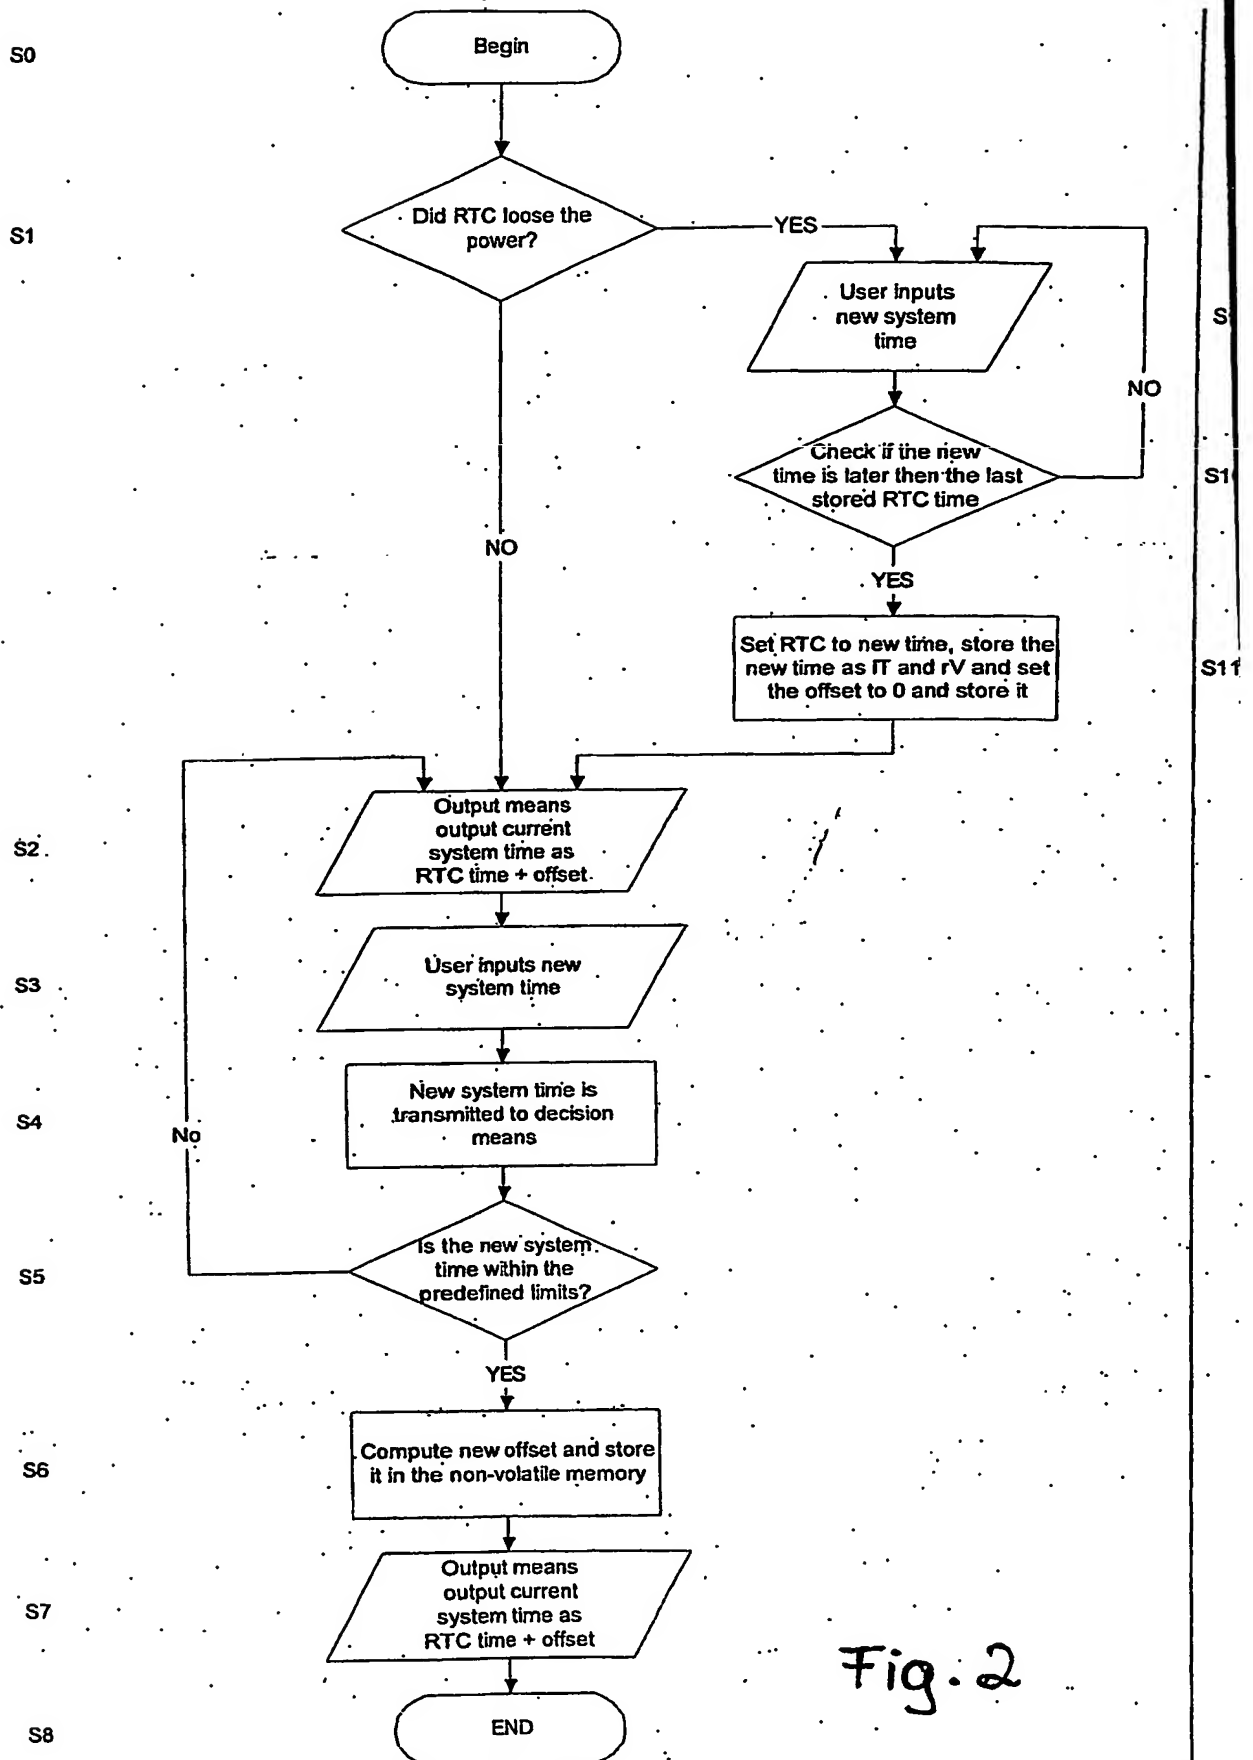 S0
Begin
S1
Did RTC loose the
power?
YES
User inputs
new system
time
S
NO
Check if the new
time is later then the last
stored RTC time
S1
NO
YES
Set RTC to new time, store the
new time as lT and rV and set
the offset to 0 and store it
S11
S2
Output means
output current
system time as
RTC time + offset
S3
User inputs new
system time
S4
New system time is
transmitted to decision
means
No
S5
Is the new system
time within the
predefined limits?
YES
S6
Compute new offset and store
it in the non-volatile memory
S7
Output means
output current
system time as
RTC time + offset
Fig. 2
S8
END